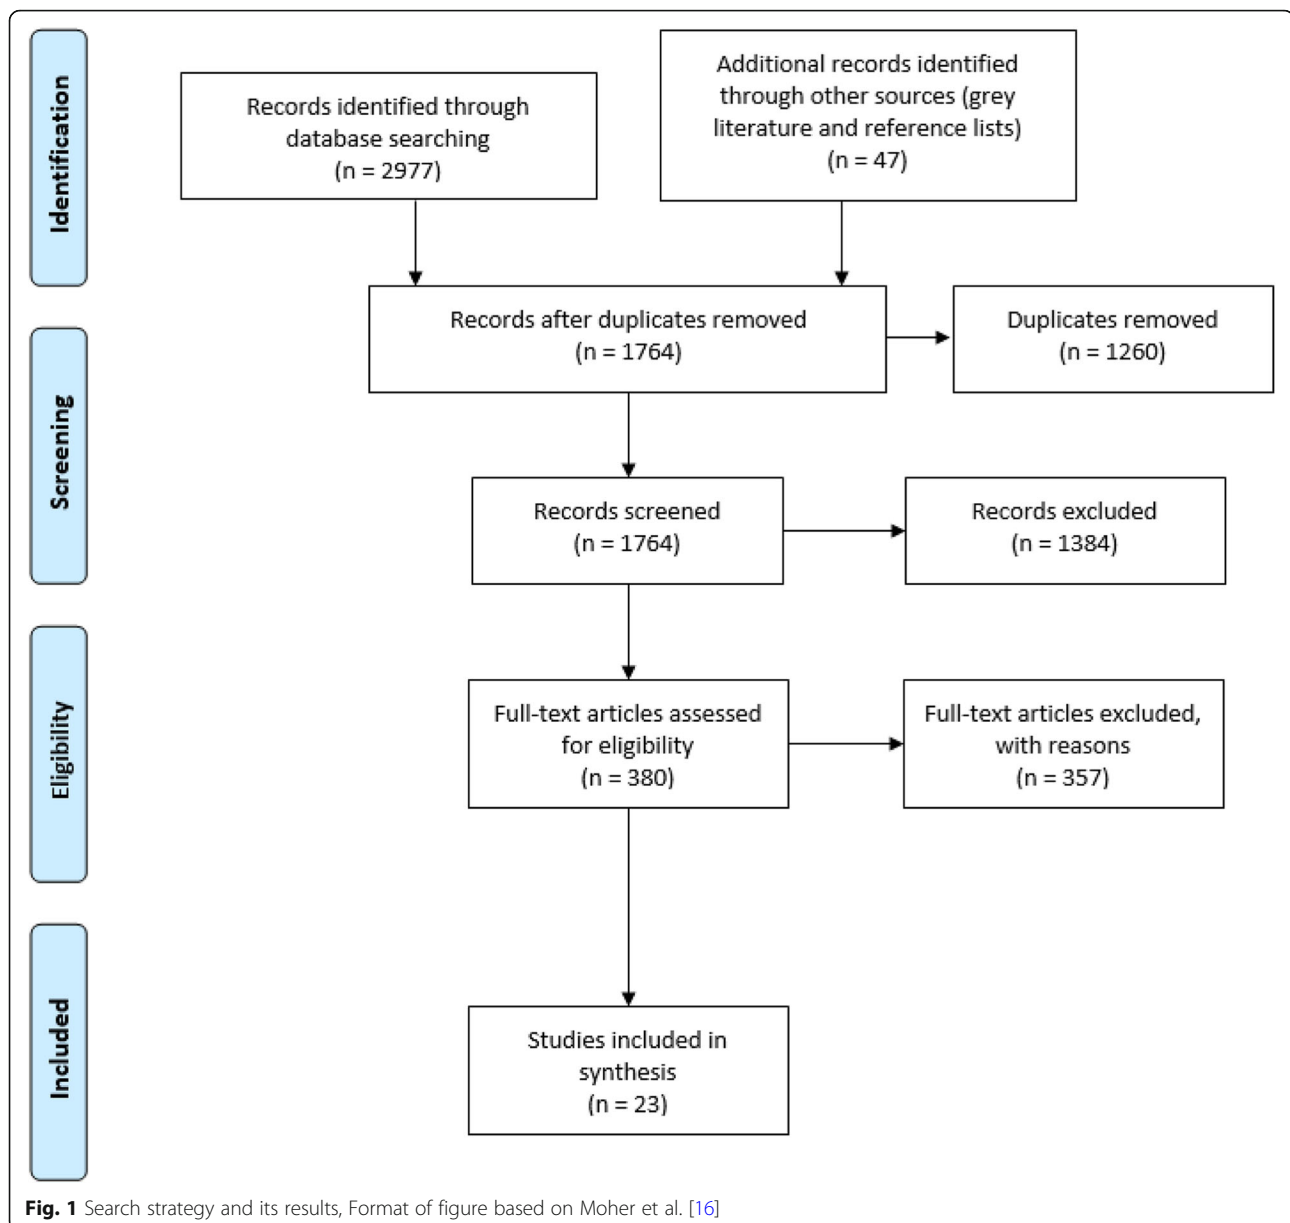 Identification
Records identified through
database searching
(n = 2977)
Additional records identified
through other sources (grey
literature and reference lists)
(n = 47)
Records after duplicates removed
(n = 1764)
Duplicates removed
(n = 1260)
Screening
Records screened
(n = 1764)
Records excluded
(n = 1384)
Eligibility
Full-text articles assessed
for eligibility
(n = 380)
Full-text articles excluded,
with reasons
(n = 357)
Included
Studies included in
synthesis
(n = 23)
Fig. 1 Search strategy and its results, Format of figure based on Moher et al. [16]